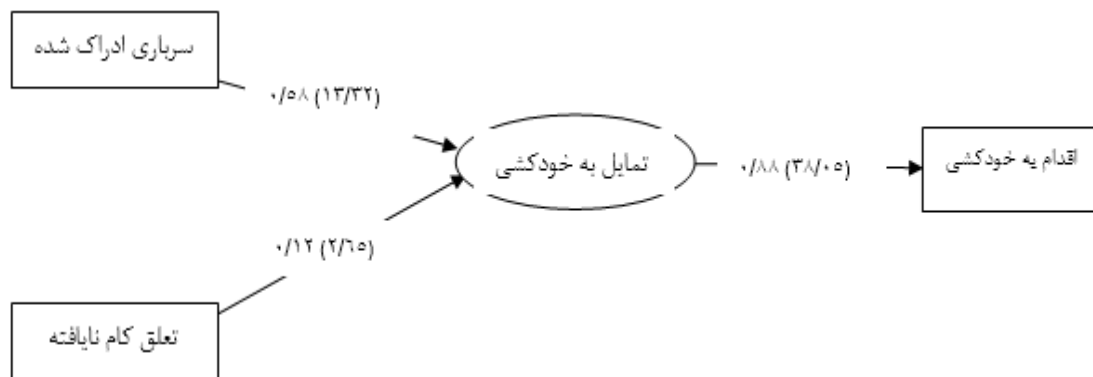 سرباری ادراک شده
۰/۵۸ (۱۳/۳۲)
تمایل به خودکشی
۰/۸۸ (۳۸/۰۵)
اقدام یه خودکشی
۰/۱۲ (۲/٦٥)
تعلق کام نایافته